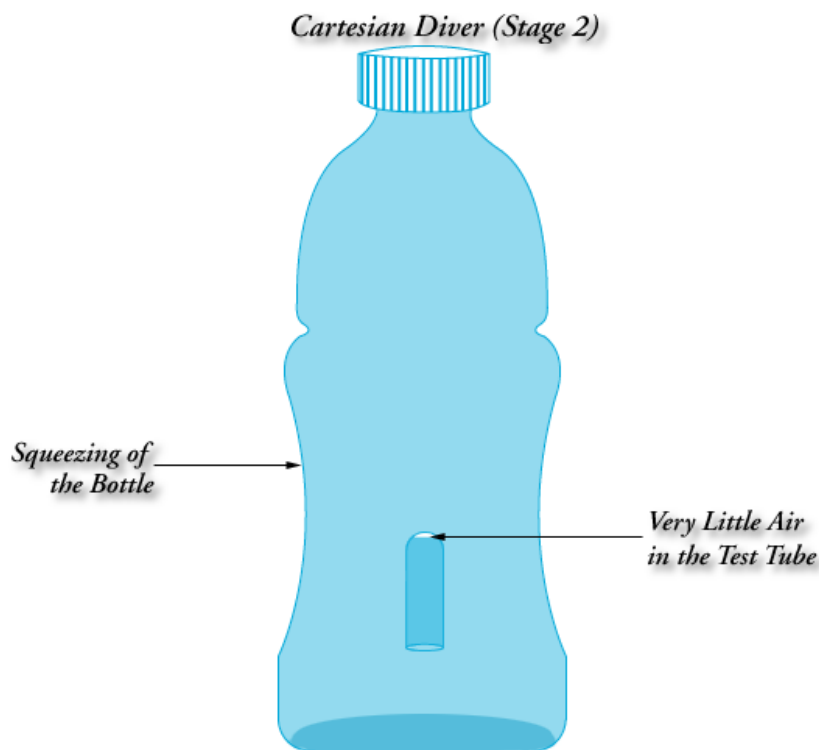 Cartesian Diver (Stage 2)
Squeezing of
the Bottle
Very Little Air
in the Test Tube